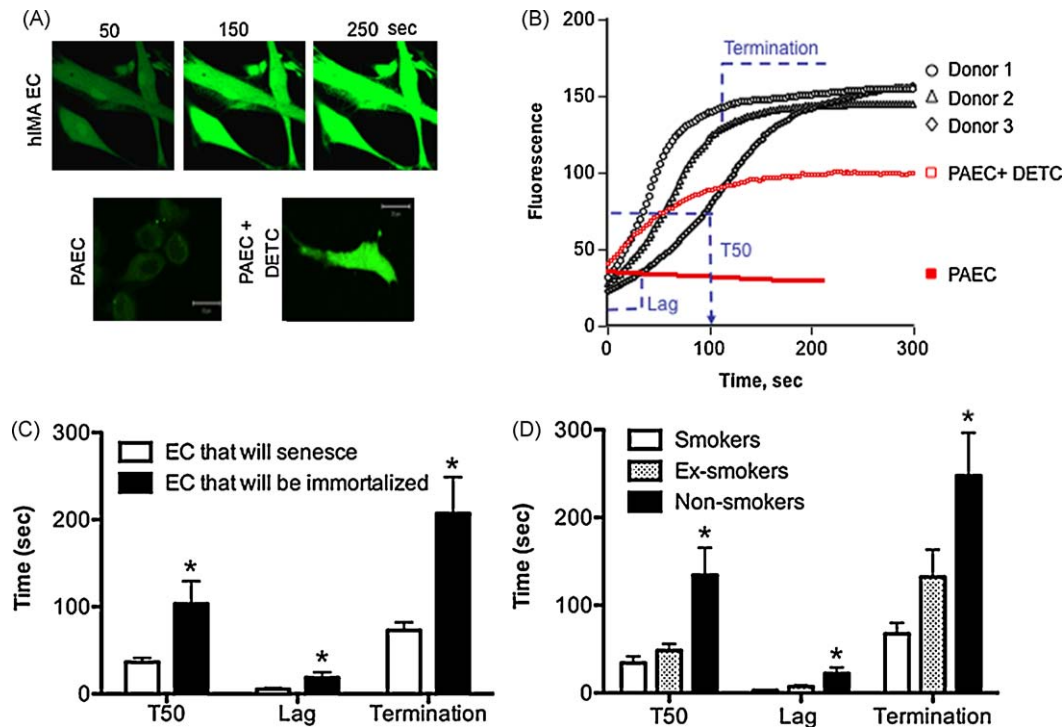 (A)
50 150 250 sec
hIMA EC
PAEC
PAEC + DETC
(B)
Fluorescence
200
150
100
50
0
Termination
T50
Lag
0 100 200 300
Time, sec
Donor 1
Donor 2
Donor 3
PAEC+ DETC
PAEC
(C)
Time (sec)
300
200
100
0
EC that will senesce
EC that will be immortalized
* * *
T50 Lag Termination
(D)
Time (sec)
300
200
100
0
Smokers
Ex-smokers
Non-smokers
* * *
T50 Lag Termination